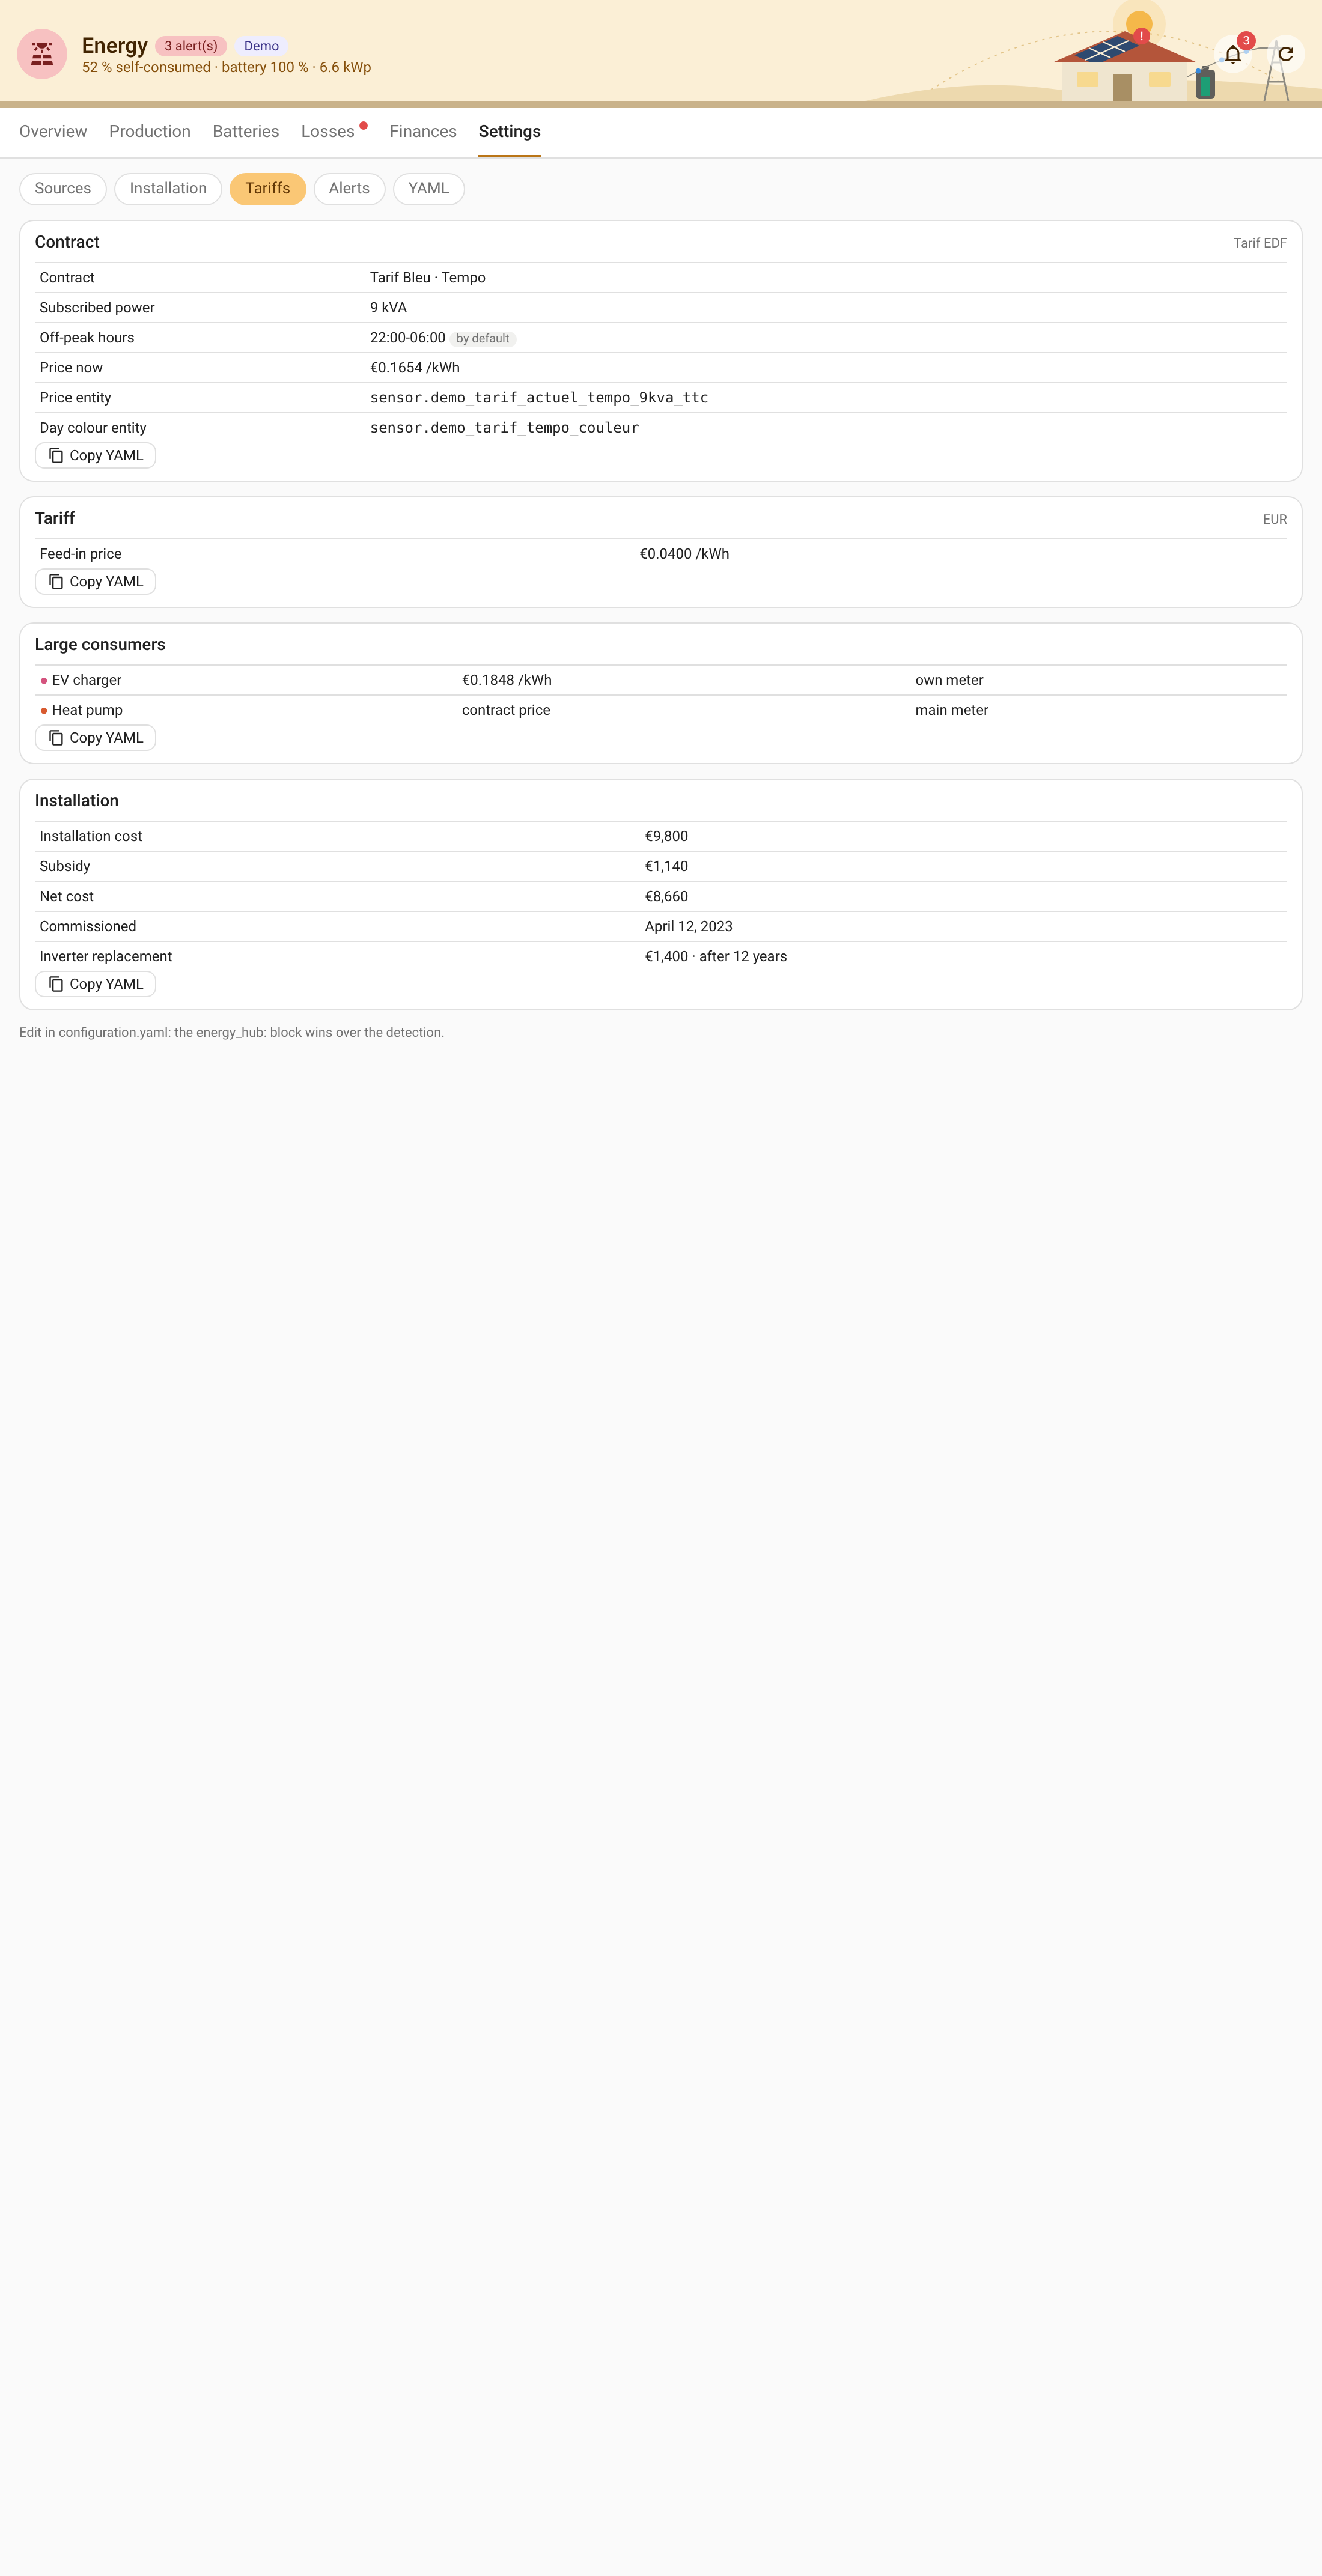 Energy 3 alert(s) Demo
52 % self-consumed · battery 100 % · 6.6 kWp
!
3
Overview Production Batteries Losses Finances Settings
Sources Installation Tariffs Alerts YAML
Contract Tarif EDF
Contract Tarif Bleu · Tempo
Subscribed power 9 kVA
Off-peak hours 22:00-06:00 by default
Price now €0.1654 /kWh
Price entity sensor.demo_tarif_actuel_tempo_9kva_ttc
Day colour entity sensor.demo_tarif_tempo_couleur
Copy YAML
Tariff EUR
Feed-in price €0.0400 /kWh
Copy YAML
Large consumers
EV charger €0.1848 /kWh own meter
Heat pump contract price main meter
Copy YAML
Installation
Installation cost €9,800
Subsidy €1,140
Net cost €8,660
Commissioned April 12, 2023
Inverter replacement €1,400 · after 12 years
Copy YAML
Edit in configuration.yaml: the energy_hub: block wins over the detection.